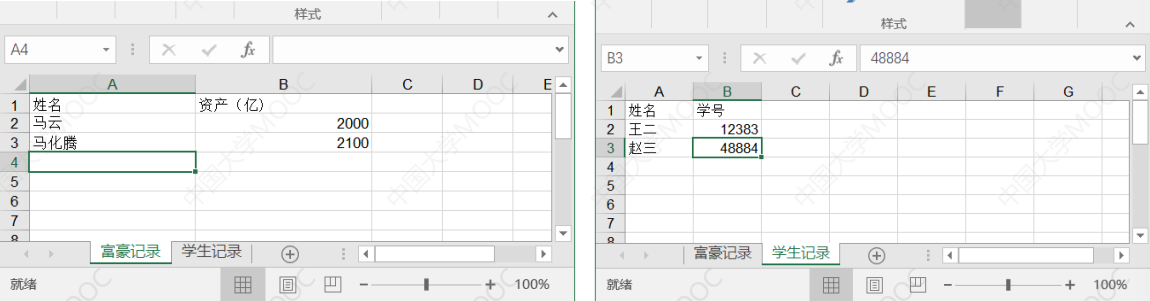 样式
A4 fx
A B C D E
1 姓名 资产（亿）
2 马云 2000
3 马化腾 2100
4
5
6
7
8
富豪记录 学生记录
就绪 100%
样式
B3 fx 48884
A B C D E F G
1 姓名 学号
2 王二 12383
3 赵三 48884
4
5
6
7
8
富豪记录 学生记录
就绪 100%
中国大学MOOC